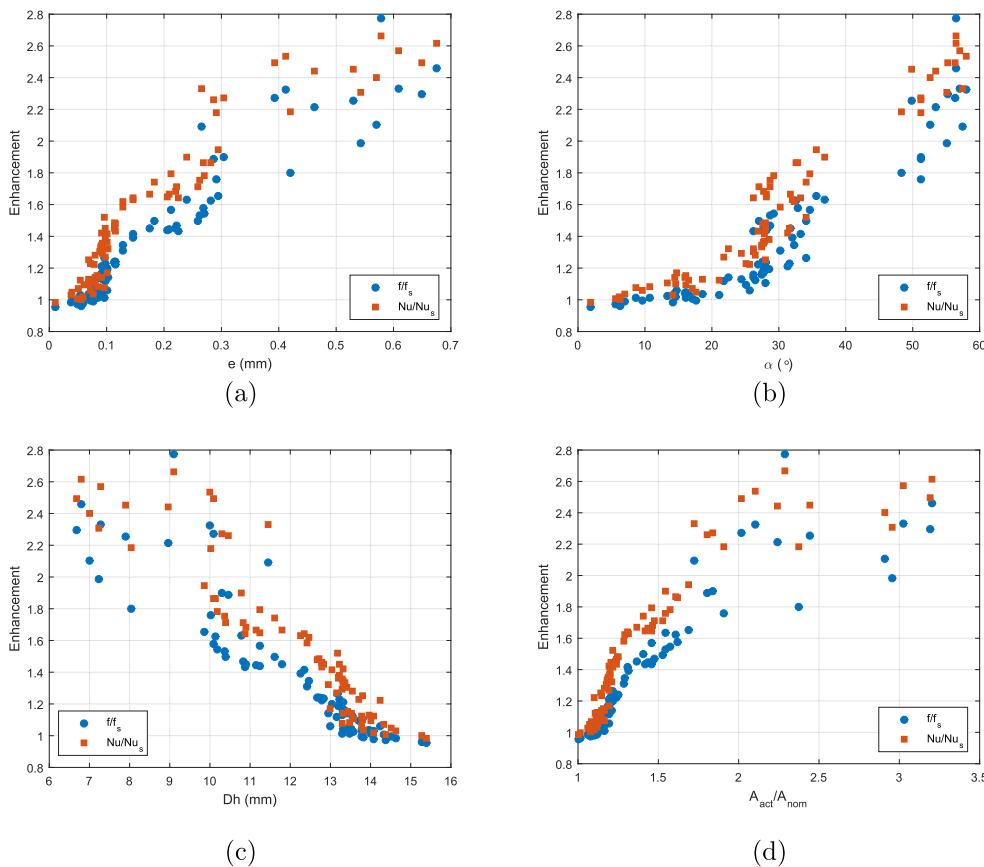 2.8
2.6
2.4
2.2
2
1.8
1.6
1.4
1.2
1
0.8
Enhancement
f/f_s
Nu/Nu_s
0 0.1 0.2 0.3 0.4 0.5 0.6 0.7
e (mm)
(a)
2.8
2.6
2.4
2.2
2
1.8
1.6
1.4
1.2
1
0.8
Enhancement
f/f_s
Nu/Nu_s
0 10 20 30 40 50 60
α (°)
(b)
2.8
2.6
2.4
2.2
2
1.8
1.6
1.4
1.2
1
0.8
Enhancement
f/f_s
Nu/Nu_s
6 7 8 9 10 11 12 13 14 15 16
Dh (mm)
(c)
2.8
2.6
2.4
2.2
2
1.8
1.6
1.4
1.2
1
0.8
Enhancement
f/f_s
Nu/Nu_s
1 1.5 2 2.5 3 3.5
A_act/A_nom
(d)